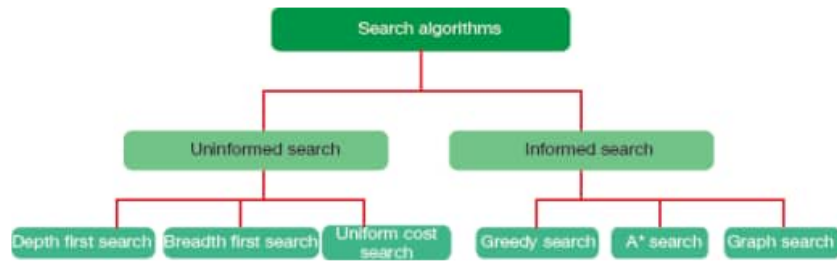 Search algorithms
Uninformed search
Informed search
Depth first search
Breadth first search
Uniform cost
search
Greedy search
A* search
Graph search